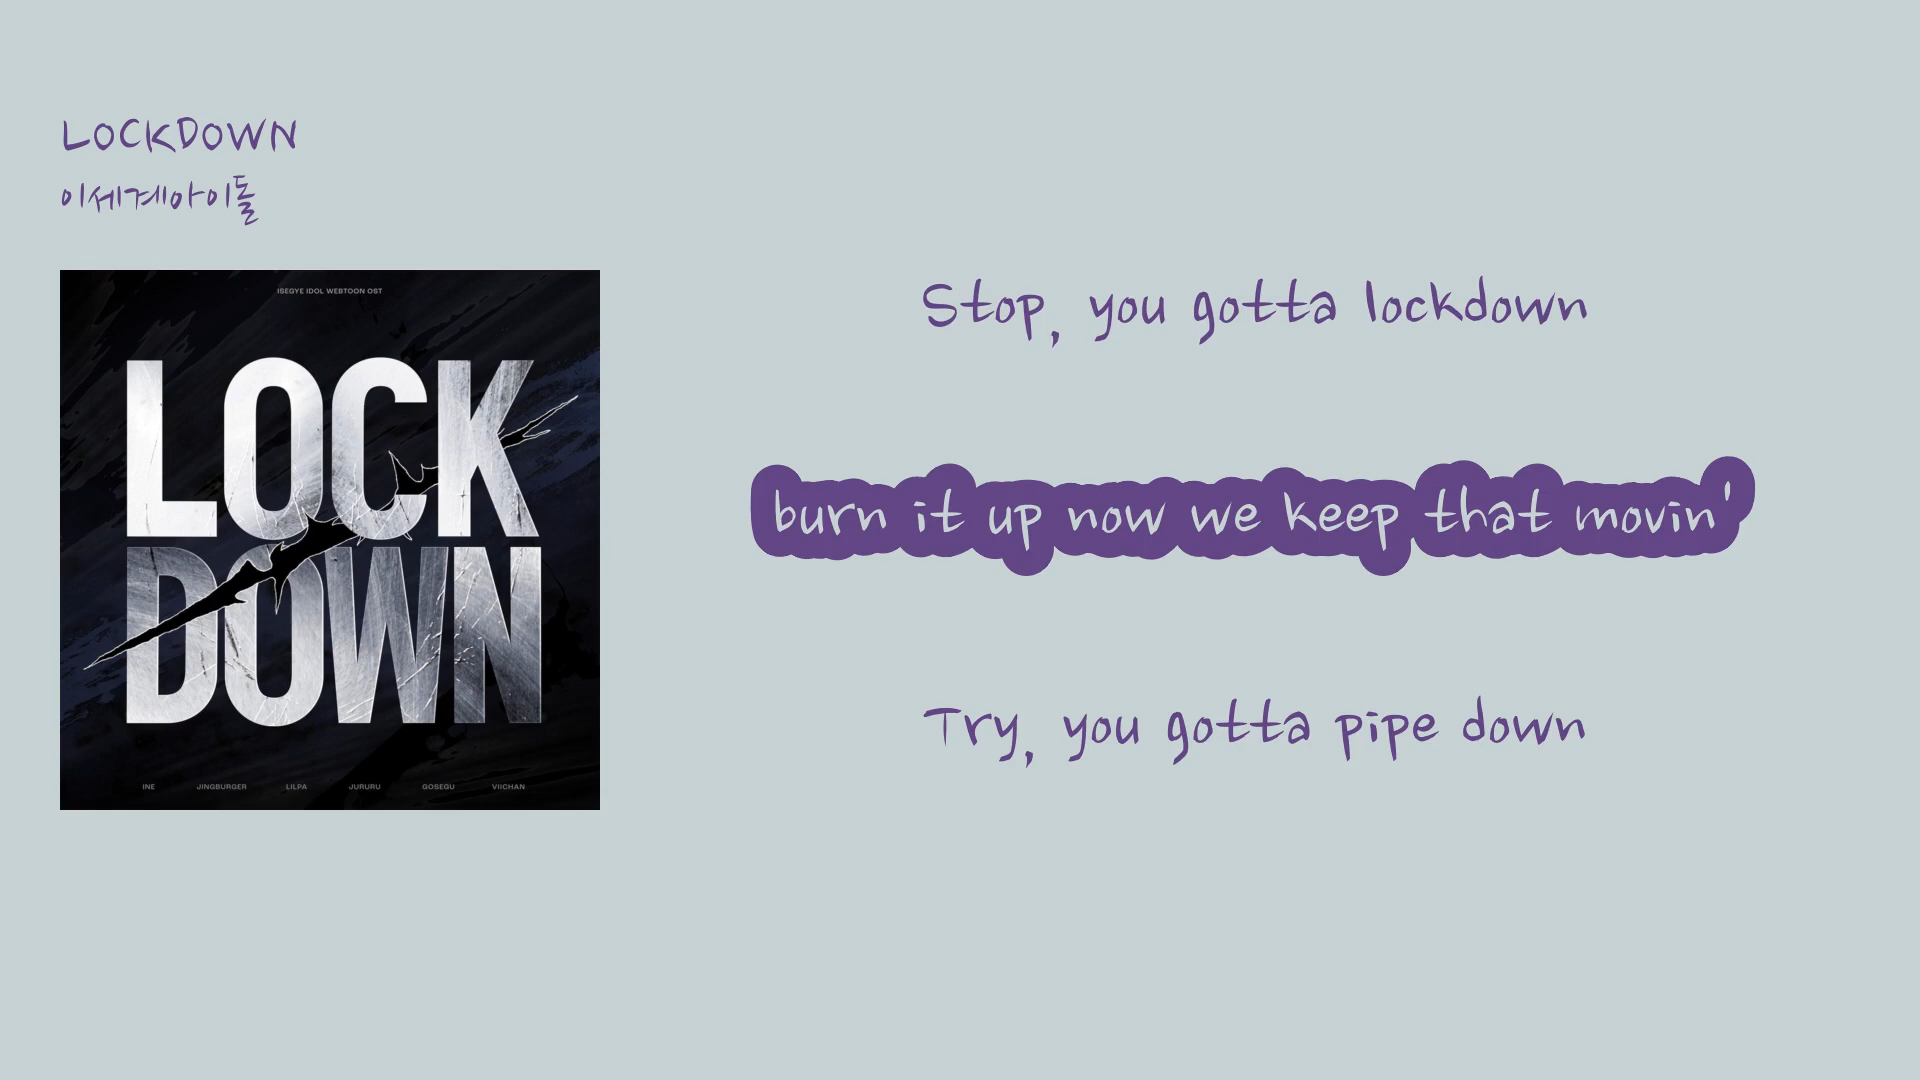 LOCKDOWN
이세계아이돌
ISEGYE IDOL WEBTOON OST
LOCK
DOWN
INE JINGBURGER LILPA JURURU GOSEGU VIICHAN
Stop, you gotta lockdown
burn it up now we keep that movin'
Try, you gotta pipe down